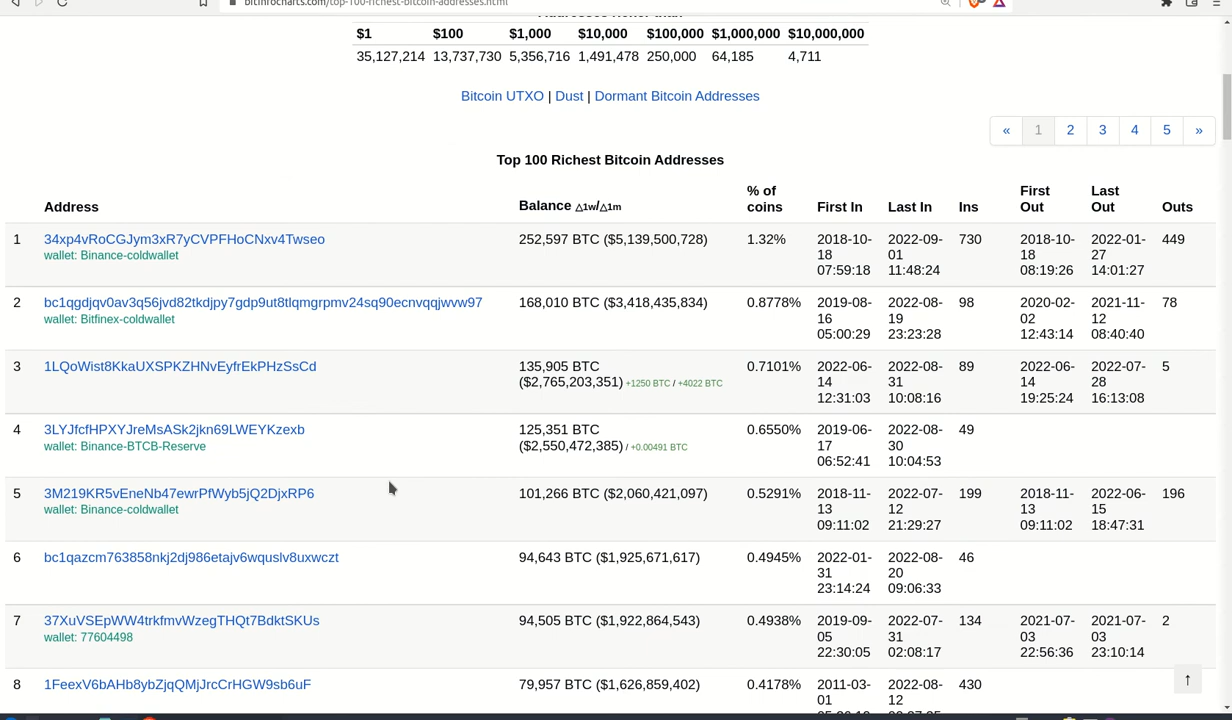 bitinfocharts.com/top-100-richest-bitcoin-addresses.html
Addresses richer than
$1 $100 $1,000 $10,000 $100,000 $1,000,000 $10,000,000
35,127,214 13,737,730 5,356,716 1,491,478 250,000 64,185 4,711
Bitcoin UTXO | Dust | Dormant Bitcoin Addresses
« 1 2 3 4 5 »
Top 100 Richest Bitcoin Addresses
Address Balance △1w/△1m % of coins First In Last In Ins First Out Last Out Outs
1 34xp4vRoCGJym3xR7yCVPFHoCNxv4Twseo 252,597 BTC ($5,139,500,728) 1.32% 2018-10-18 07:59:18 2022-09-01 11:48:24 730 2018-10-18 08:19:26 2022-01-27 14:01:27 449
wallet: Binance-coldwallet
2 bc1qgdjqv0av3q56jvd82tkdjpy7gdp9ut8tlqmgrpmv24sq90ecnvqqjwvw97 168,010 BTC ($3,418,435,834) 0.8778% 2019-08-16 05:00:29 2022-08-19 23:23:28 98 2020-02-02 12:43:14 2021-11-12 08:40:40 78
wallet: Bitfinex-coldwallet
3 1LQoWist8KkaUXSPKZHNvEyfrEkPHzSsCd 135,905 BTC ($2,765,203,351) +1250 BTC / +4022 BTC 0.7101% 2022-06-14 12:31:03 2022-08-31 10:08:16 89 2022-06-14 19:25:24 2022-07-28 16:13:08 5
4 3LYJfcfHPXYJreMsASk2jkn69LWEYKzexb 125,351 BTC ($2,550,472,385) / +0.00491 BTC 0.6550% 2019-06-17 06:52:41 2022-08-30 10:04:53 49
wallet: Binance-BTCB-Reserve
5 3M219KR5vEneNb47ewrPfWyb5jQ2DjxRP6 101,266 BTC ($2,060,421,097) 0.5291% 2018-11-13 09:11:02 2022-07-12 21:29:27 199 2018-11-13 09:11:02 2022-06-15 18:47:31 196
wallet: Binance-coldwallet
6 bc1qazcm763858nkj2dj986etajv6wquslv8uxwczt 94,643 BTC ($1,925,671,617) 0.4945% 2022-01-31 23:14:24 2022-08-20 09:06:33 46
7 37XuVSEpWW4trkfmvWzegTHQt7BdktSKUs 94,505 BTC ($1,922,864,543) 0.4938% 2019-09-05 22:30:05 2022-07-31 02:08:17 134 2021-07-03 22:56:36 2021-07-03 23:10:14 2
wallet: 77604498
8 1FeexV6bAHb8ybZjqQMjJrcCrHGW9sb6uF 79,957 BTC ($1,626,859,402) 0.4178% 2011-03-01 2022-08-12 430
↑